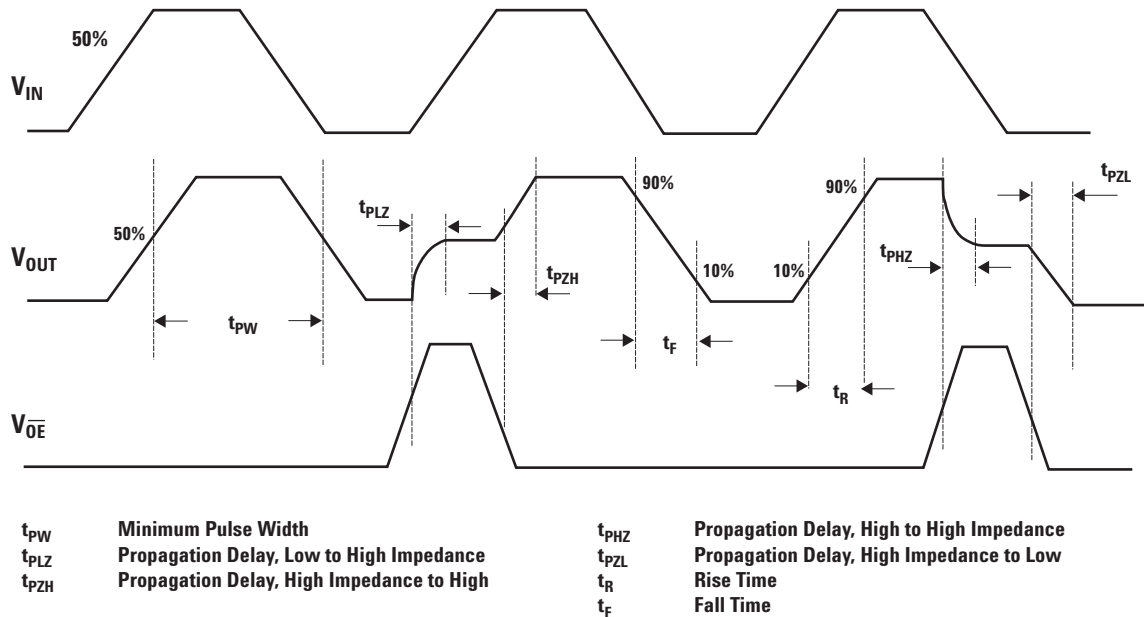 50%
V_IN
t_PZL
90%
90%
t_PLZ
50%
V_OUT
t_PHZ
10%
10%
t_PZH
t_PW
t_F
t_R
V_O̅E̅
t_PW Minimum Pulse Width
t_PLZ Propagation Delay, Low to High Impedance
t_PZH Propagation Delay, High Impedance to High
t_PHZ Propagation Delay, High to High Impedance
t_PZL Propagation Delay, High Impedance to Low
t_R Rise Time
t_F Fall Time